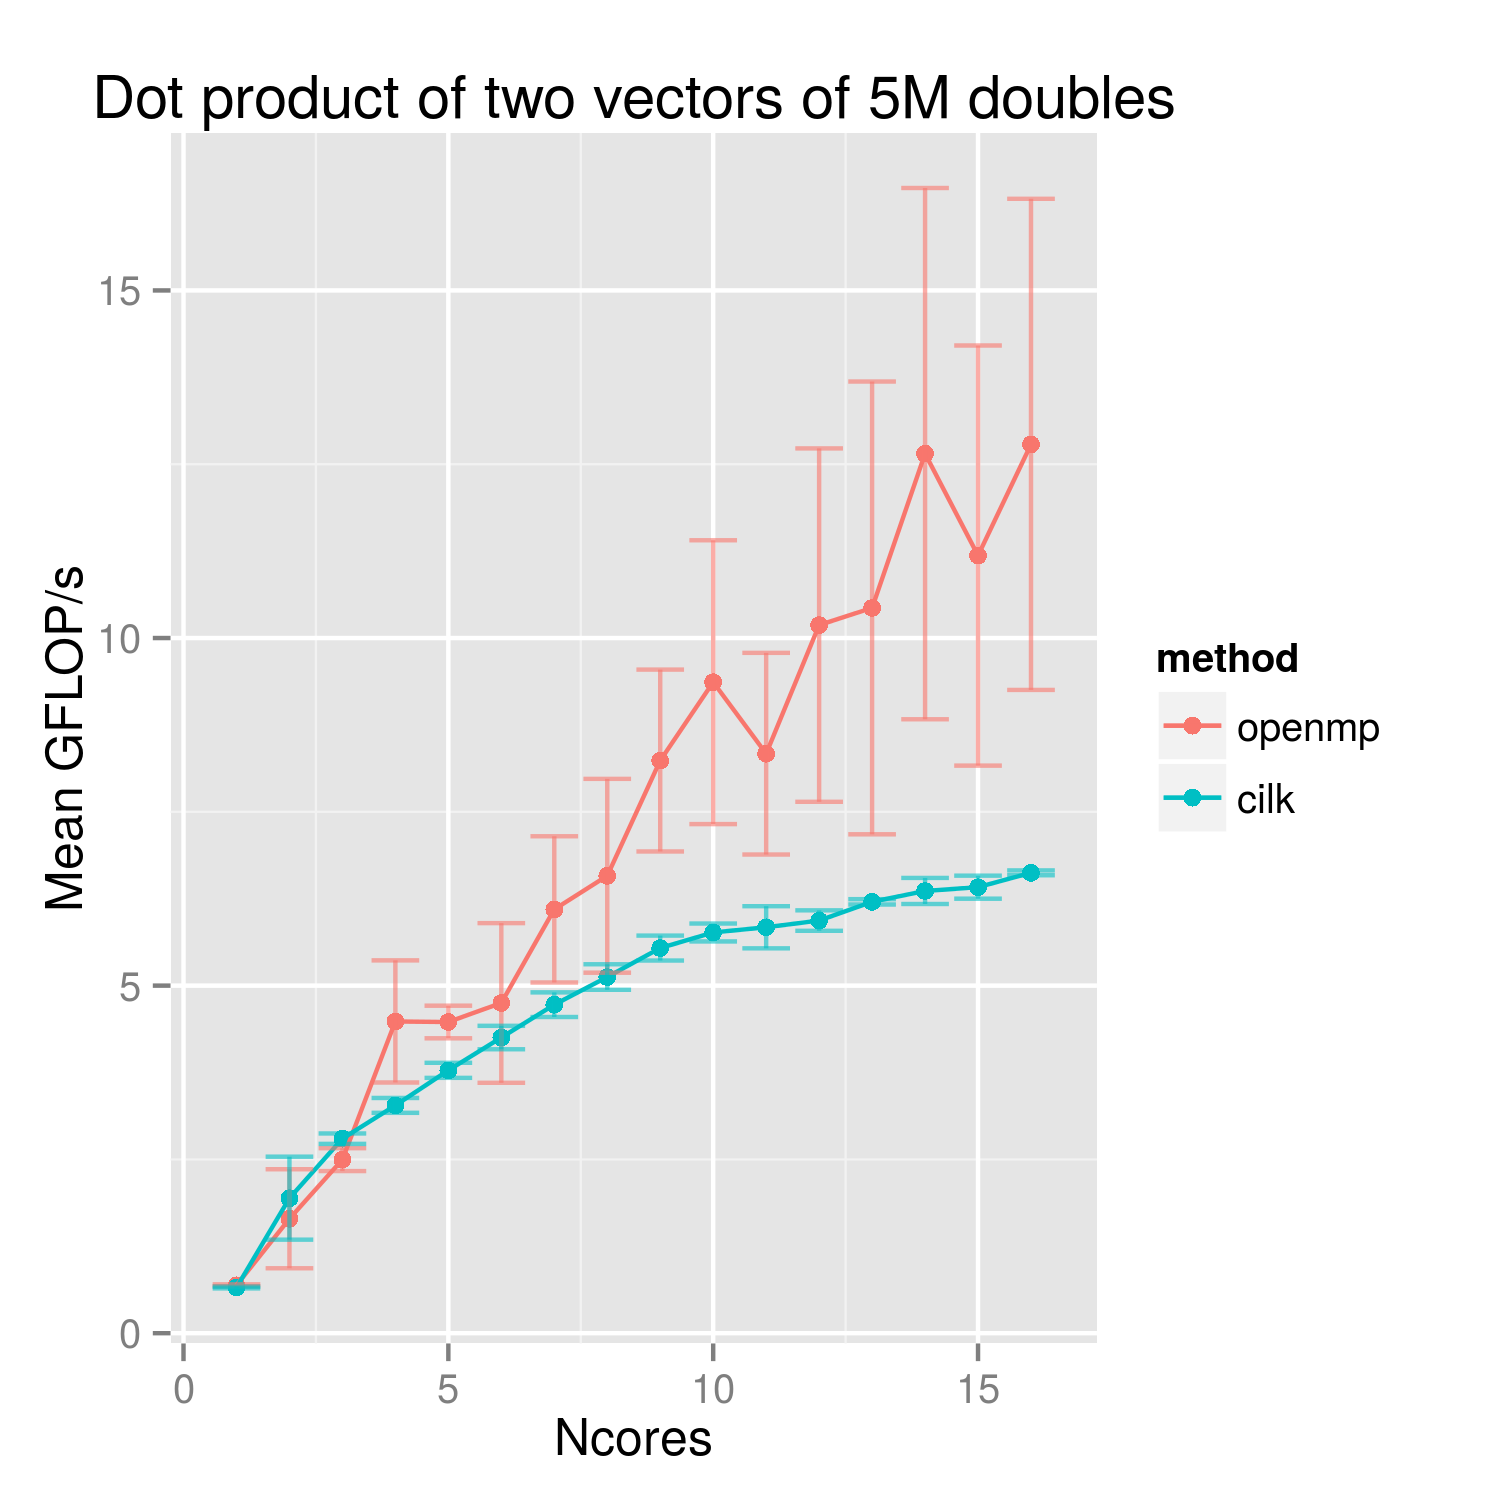 Dot product of two vectors of 5M doubles
Mean GFLOP/s
15
10
5
0
0 5 10 15
Ncores
method
openmp
cilk